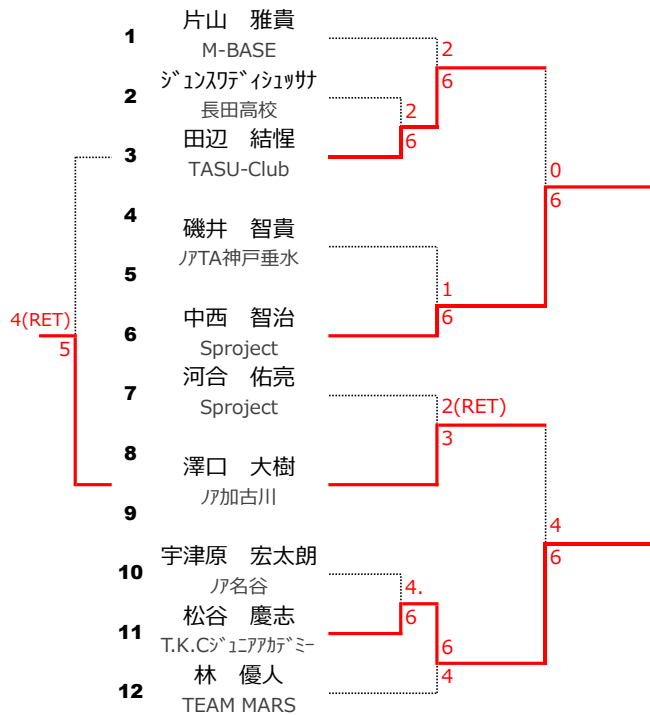 1
片山　雅貴
M-BASE
2
6
2
ｼﾞｭﾝｽﾜﾃﾞｨｼｭｯｻﾅ
長田高校
2
6
3
田辺　結惺
TASU-Club
0
6
4
磯井　智貴
ﾉｱTA神戸垂水
5
1
6
6
中西　智治
Sproject
4(RET)
5
7
河合　佑亮
Sproject
2(RET)
3
8
澤口　大樹
ﾉｱ加古川
9
4
6
10
宇津原　宏太朗
ﾉｱ名谷
4.
6
11
松谷　慶志
T.K.Cｼﾞｭﾆｱｱｶﾃﾞﾐｰ
6
4
12
林　優人
TEAM MARS